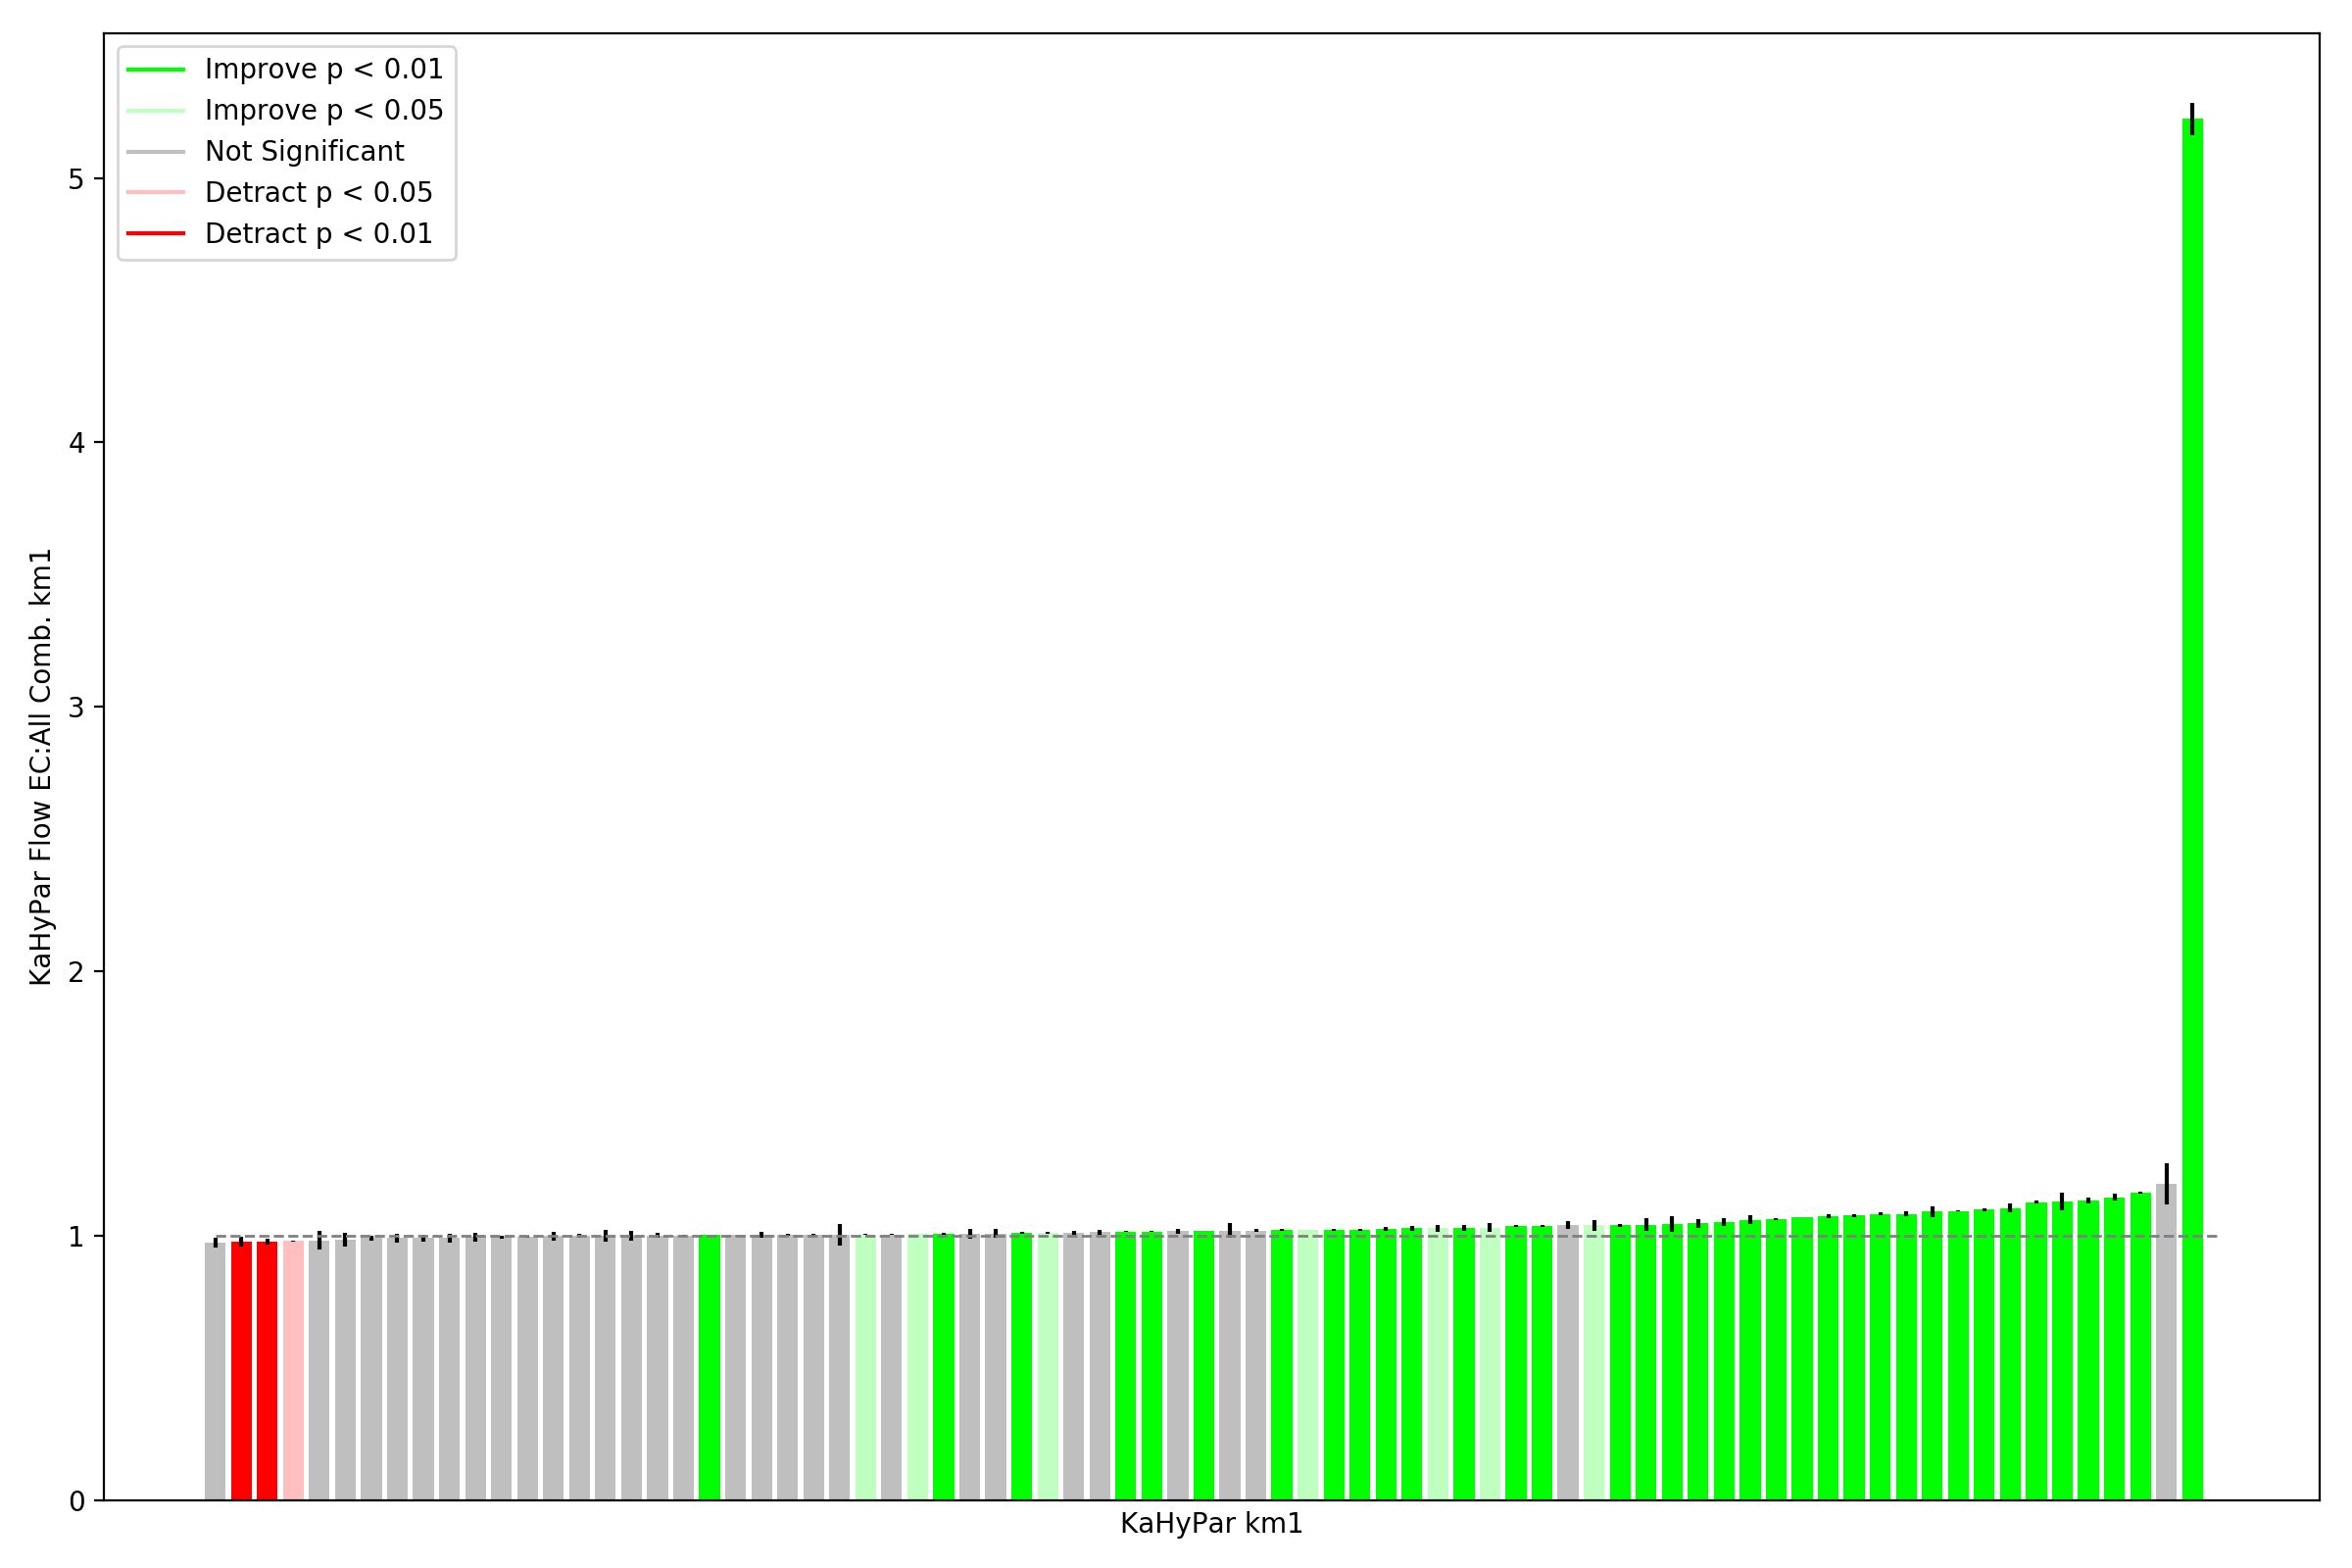 Improve p < 0.01
Improve p < 0.05
Not Significant
Detract p < 0.05
Detract p < 0.01
5
4
3
2
1
0
KaHyPar Flow EC:All Comb. km1
KaHyPar km1